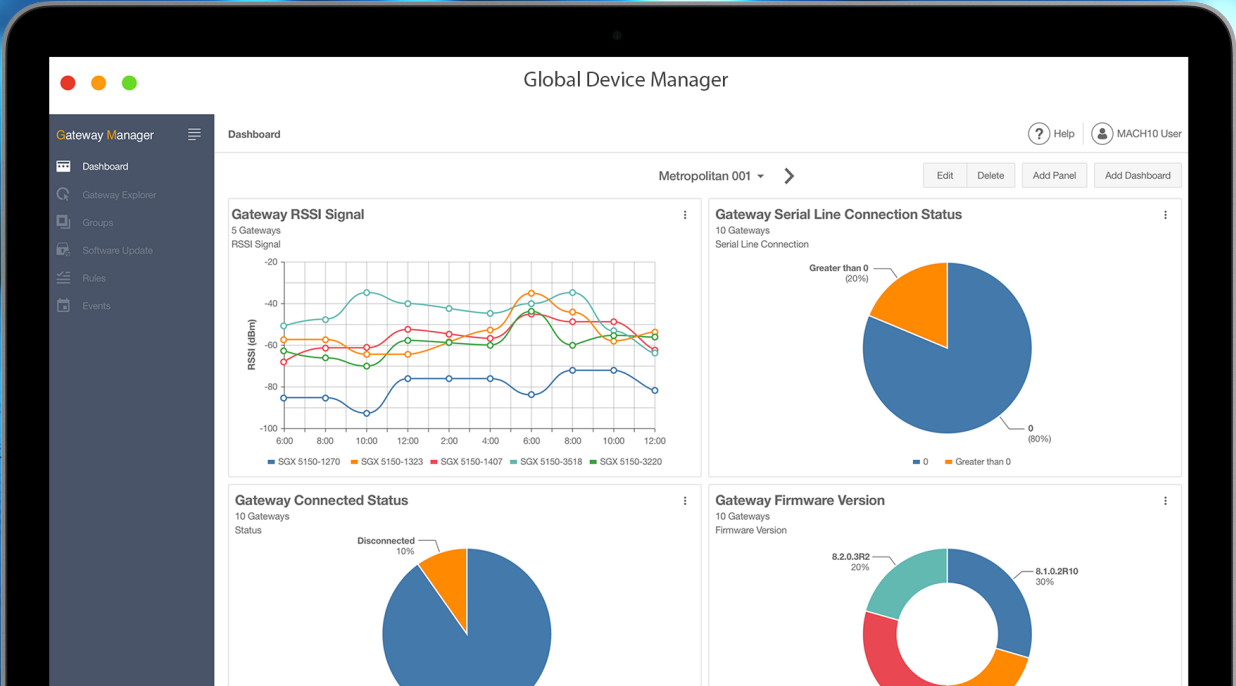 Global Device Manager
Gateway Manager
Dashboard
Gateway Explorer
Groups
Software Update
Rules
Events
Dashboard
? Help
MACH10 User
Metropolitan 001
Edit
Delete
Add Panel
Add Dashboard
Gateway RSSI Signal
5 Gateways
RSSI Signal
RSSI (dBm)
-20
-40
-60
-80
-100
6:00 8:00 10:00 12:00 2:00 4:00 6:00 8:00 10:00 12:00
SGX 5150-1270 SGX 5150-1323 SGX 5150-1407 SGX 5150-3518 SGX 5150-3220
Gateway Serial Line Connection Status
10 Gateways
Serial Line Connection
Greater than 0
(20%)
0
(80%)
0 Greater than 0
Gateway Connected Status
10 Gateways
Status
Disconnected
10%
Gateway Firmware Version
10 Gateways
Firmware Version
8.2.0.3R2
20%
8.1.0.2R10
30%